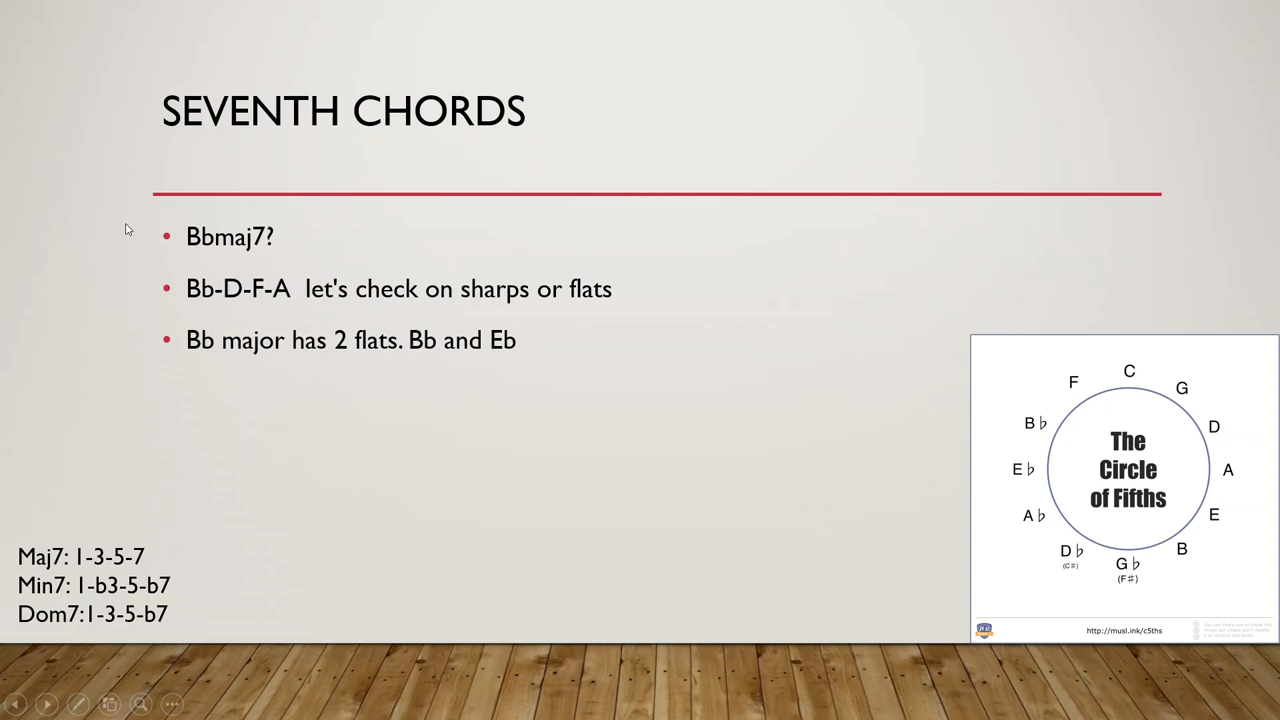 SEVENTH CHORDS
Bbmaj7?
Bb-D-F-A let's check on sharps or flats
Bb major has 2 flats. Bb and Eb
Maj7: 1-3-5-7
Min7: 1-b3-5-b7
Dom7:1-3-5-b7
C
G
D
A
E
B
G♭
(F♯)
D♭
(C♯)
A♭
E♭
B♭
F
The
Circle
of Fifths
http://musl.ink/c5ths